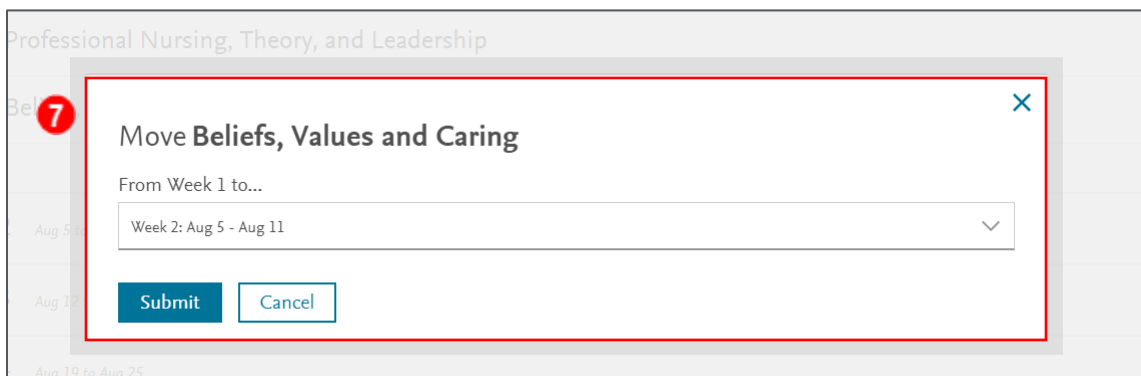 Professional Nursing, Theory, and Leadership
7
Move Beliefs, Values and Caring
From Week 1 to...
Week 2: Aug 5 - Aug 11
Aug 5 to
Submit Cancel
Aug 12
Aug 19 to Aug 25